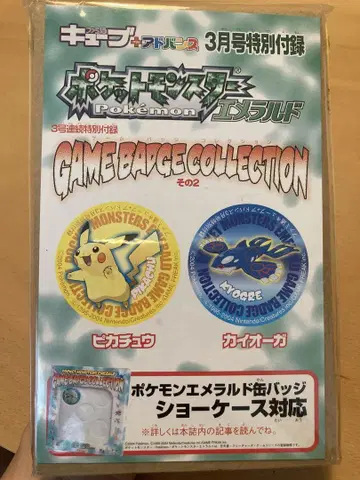 キューブ+アドバンス 3月号特別付録
ポケットモンスター
Pokémon エメラルド
3号連続特別付録
GAME BADGE COLLECTION
その2
POCKET MONSTERS EMERALD GAME BADGE COLLECTION
KYOGRE
ピカチュウ カイオーガ
GAME BADGE COLLECTION
ポケモンエメラルド缶バッジ
ショーケース対応
たいおう
※詳しくは本誌内の記事を読んでね。